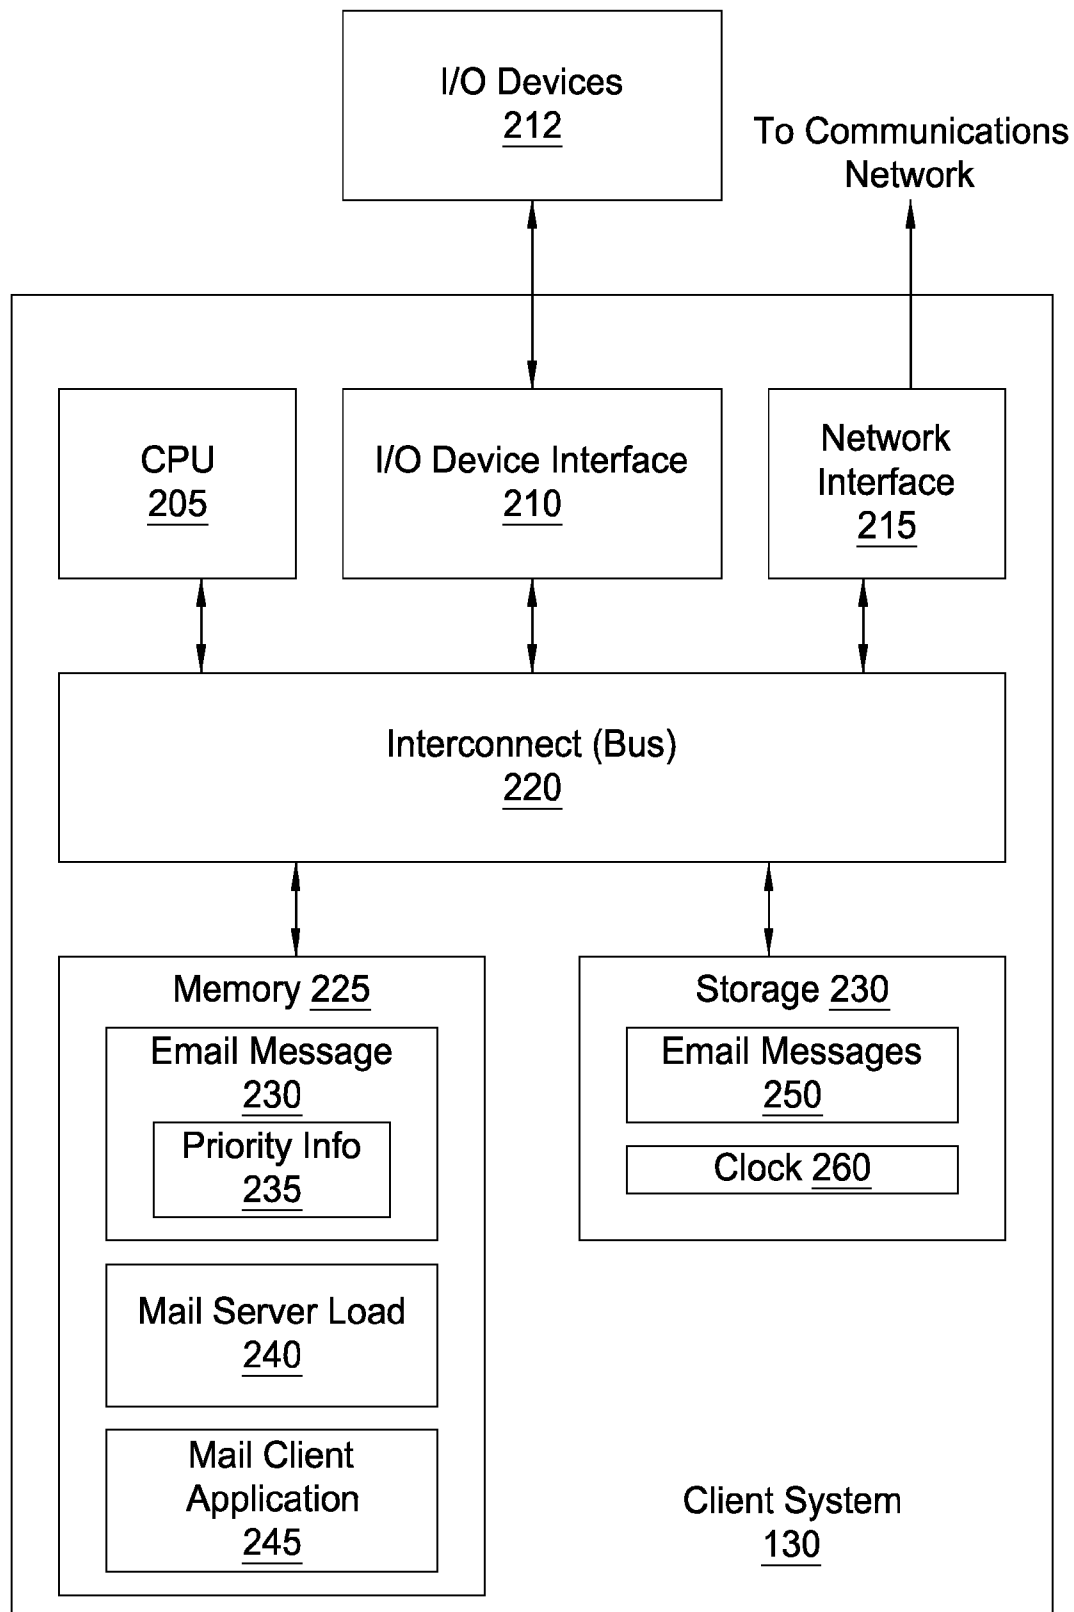 I/O Devices
212
To Communications
Network
CPU
205
I/O Device Interface
210
Network
Interface
215
Interconnect (Bus)
220
Memory 225
Email Message
230
Priority Info
235
Mail Server Load
240
Mail Client
Application
245
Storage 230
Email Messages
250
Clock 260
Client System
130